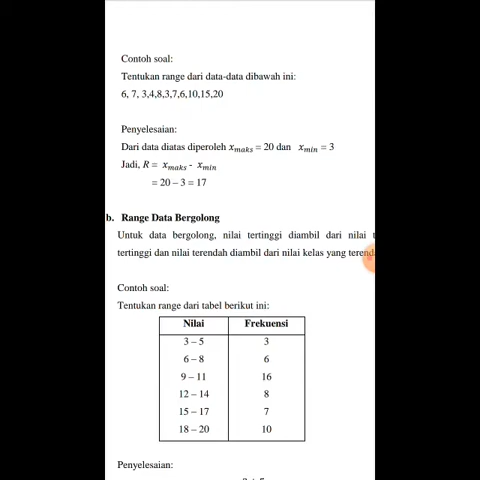 Contoh soal:
Tentukan range dari data-data dibawah ini:
6, 7, 3,4,8,3,7,6,10,15,20
Penyelesaian:
Dari data diatas diperoleh x_maks = 20 dan x_min = 3
Jadi, R = x_maks - x_min
= 20 – 3 = 17
b. Range Data Bergolong
Untuk data bergolong, nilai tertinggi diambil dari nilai
tertinggi dan nilai terendah diambil dari nilai kelas yang
Contoh soal:
Tentukan range dari tabel berikut ini:
Nilai Frekuensi
3 – 5 3
6 – 8 6
9 – 11 16
12 – 14 8
15 – 17 7
18 – 20 10
Penyelesaian: